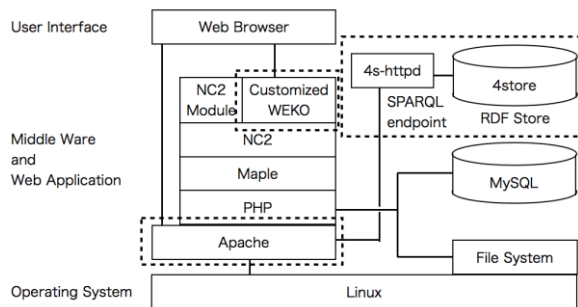 User Interface
Web Browser
4s-httpd
4store
SPARQL
endpoint
RDF Store
NC2
Module
Customized
WEKO
NC2
Middle Ware
and
Web Application
Maple
MySQL
PHP
Apache
File System
Operating System
Linux